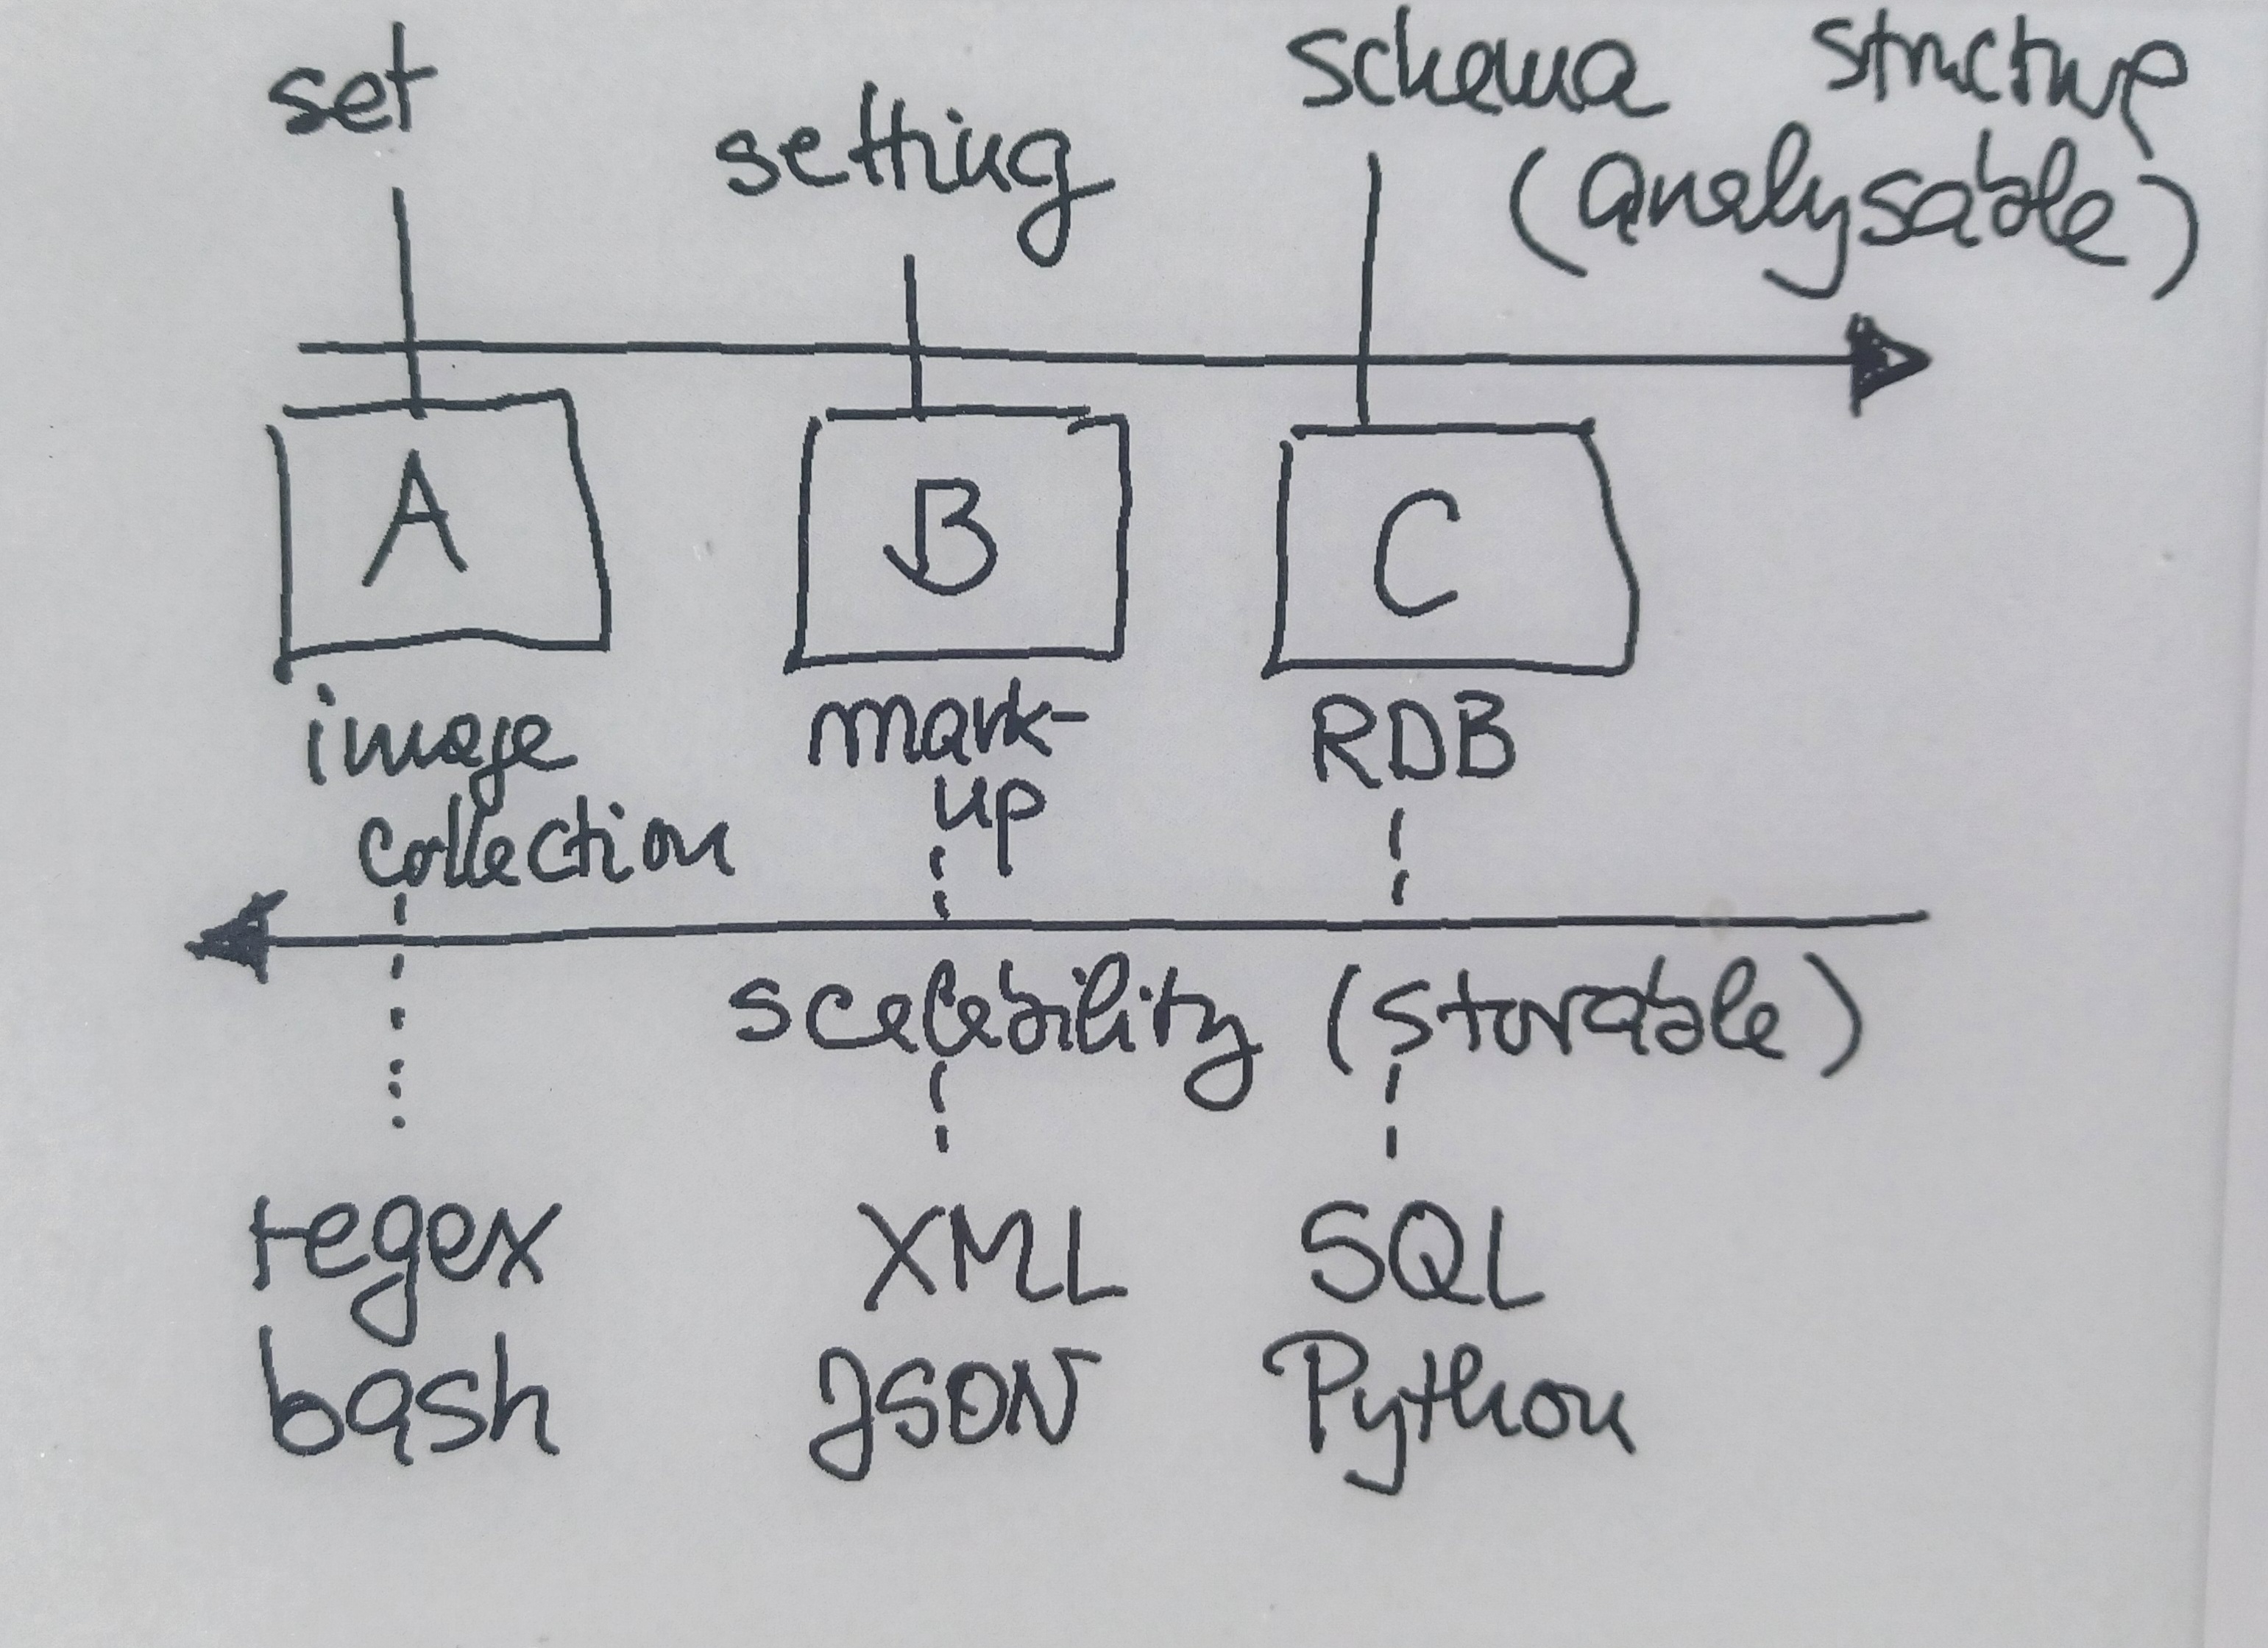 set
setting
schema
structure
(analysable)
A
B
C
image
collection
mark-
up
RDB
scalability (storable)
regex
bash
XML
JSON
SQL
Python